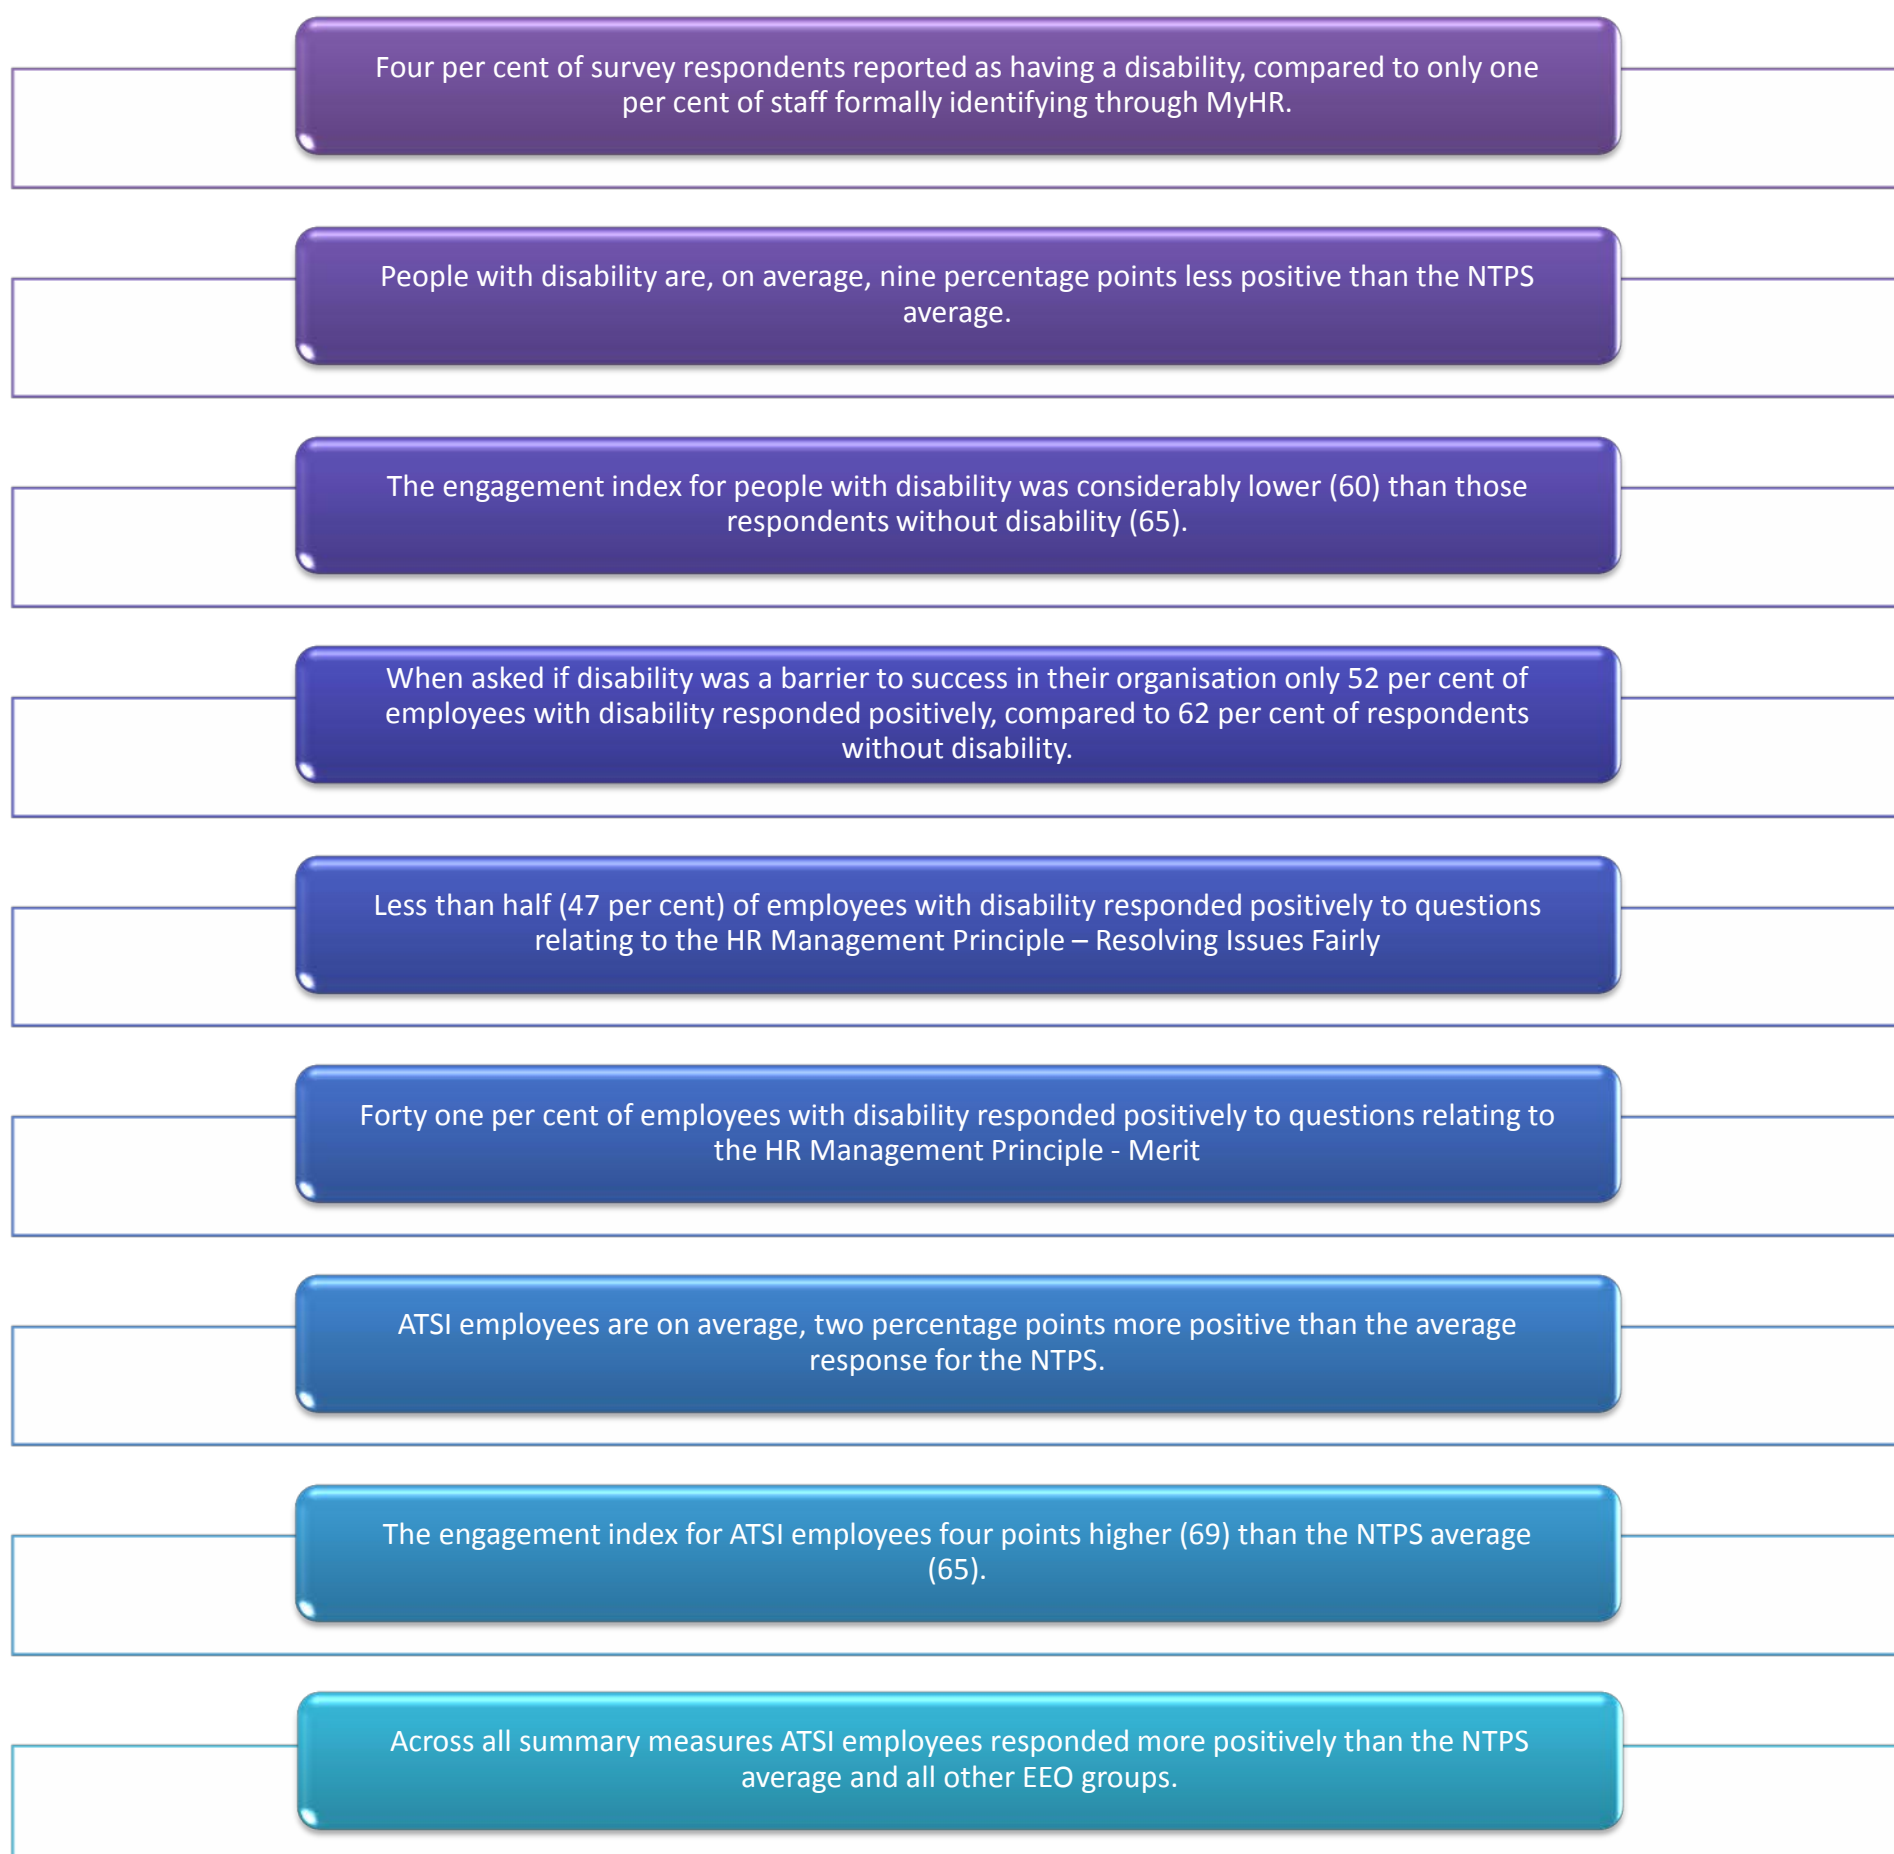 Four per cent of survey respondents reported as having a disability, compared to only one
per cent of staff formally identifying through MyHR.
People with disability are, on average, nine percentage points less positive than the NTPS
average.
The engagement index for people with disability was considerably lower (60) than those
respondents without disability (65).
When asked if disability was a barrier to success in their organisation only 52 per cent of
employees with disability responded positively, compared to 62 per cent of respondents
without disability.
Less than half (47 per cent) of employees with disability responded positively to questions
relating to the HR Management Principle – Resolving Issues Fairly
Forty one per cent of employees with disability responded positively to questions relating to
the HR Management Principle - Merit
ATSI employees are on average, two percentage points more positive than the average
response for the NTPS.
The engagement index for ATSI employees four points higher (69) than the NTPS average
(65).
Across all summary measures ATSI employees responded more positively than the NTPS
average and all other EEO groups.